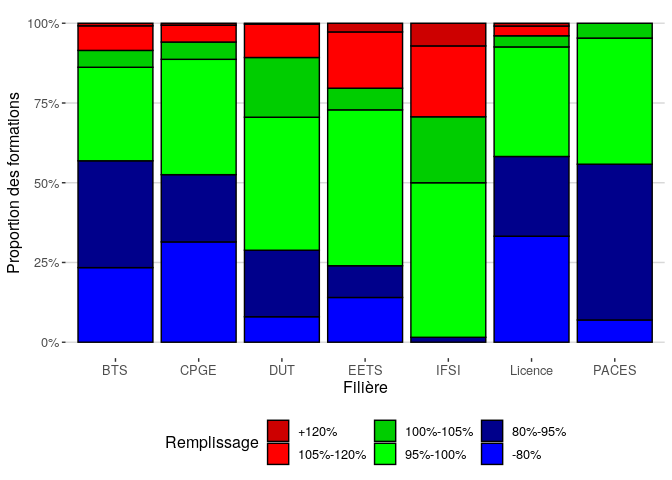 100%
75%
50%
25%
0%
Proportion des formations
BTS CPGE DUT EETS IFSI Licence PACES
Filière
Remplissage
+120% 100%-105% 80%-95%
105%-120% 95%-100% -80%